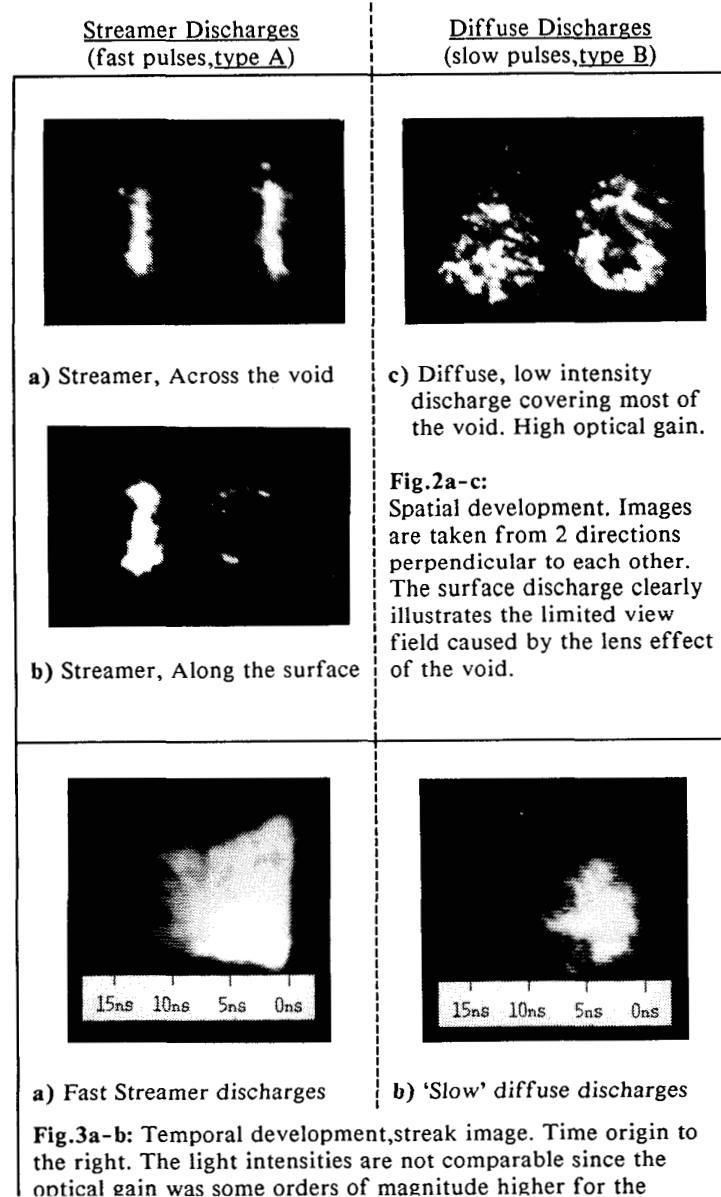 Streamer Discharges
(fast pulses,type A)
Diffuse Discharges
(slow pulses,type B)
a) Streamer, Across the void
c) Diffuse, low intensity
discharge covering most of
the void. High optical gain.
b) Streamer, Along the surface
Fig.2a-c:
Spatial development. Images
are taken from 2 directions
perpendicular to each other.
The surface discharge clearly
illustrates the limited view
field caused by the lens effect
of the void.
15ns 10ns 5ns 0ns
a) Fast Streamer discharges
15ns 10ns 5ns 0ns
b) ‘Slow’ diffuse discharges
Fig.3a-b: Temporal development,streak image. Time origin to
the right. The light intensities are not comparable since the
optical gain was some orders of magnitude higher for the